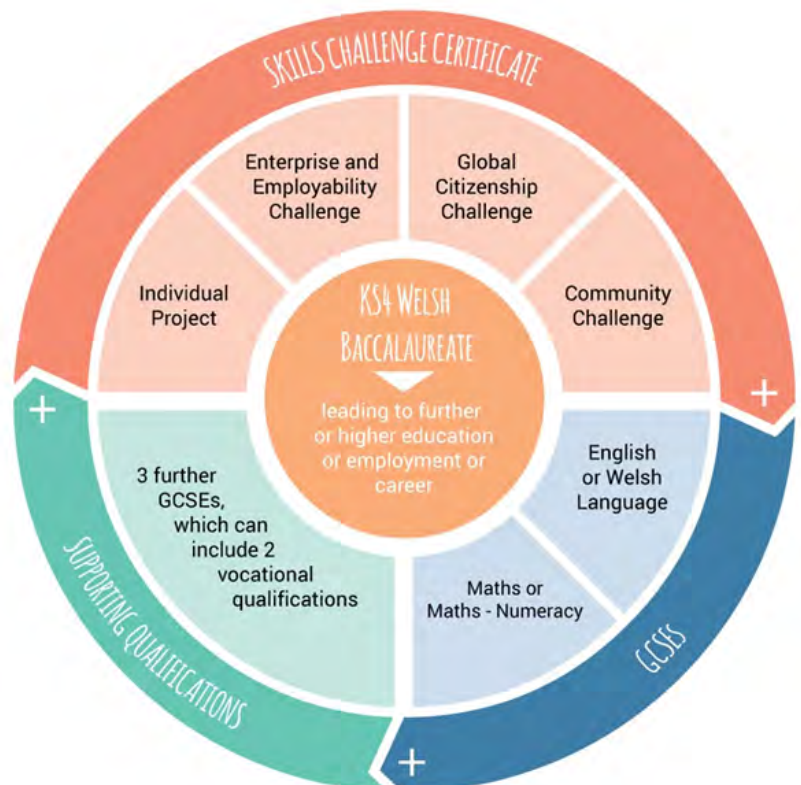 SKILLS CHALLENGE CERTIFICATE
Enterprise and
Employability
Challenge
Global
Citizenship
Challenge
Individual
Project
Community
Challenge
KS4 WELSH
BACCALAUREATE
leading to further
or higher education
or employment or
career
+
+
3 further
GCSEs,
which can
include 2
vocational
qualifications
English
or Welsh
Language
Maths or
Maths - Numeracy
SUPPORTING QUALIFICATIONS
GCSES
+